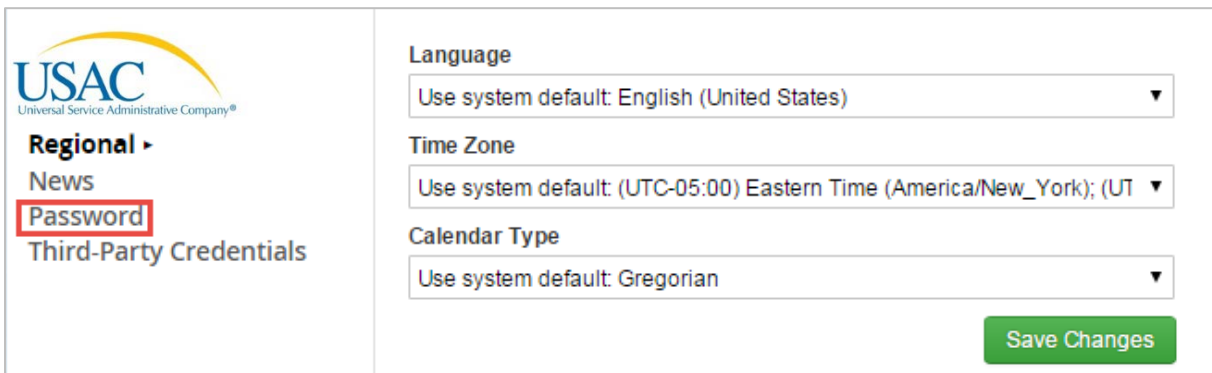 USAC
Universal Service Administrative Company®
Regional ▸
News
Password
Third-Party Credentials
Language
Use system default: English (United States)
Time Zone
Use system default: (UTC-05:00) Eastern Time (America/New_York); (UT
Calendar Type
Use system default: Gregorian
Save Changes